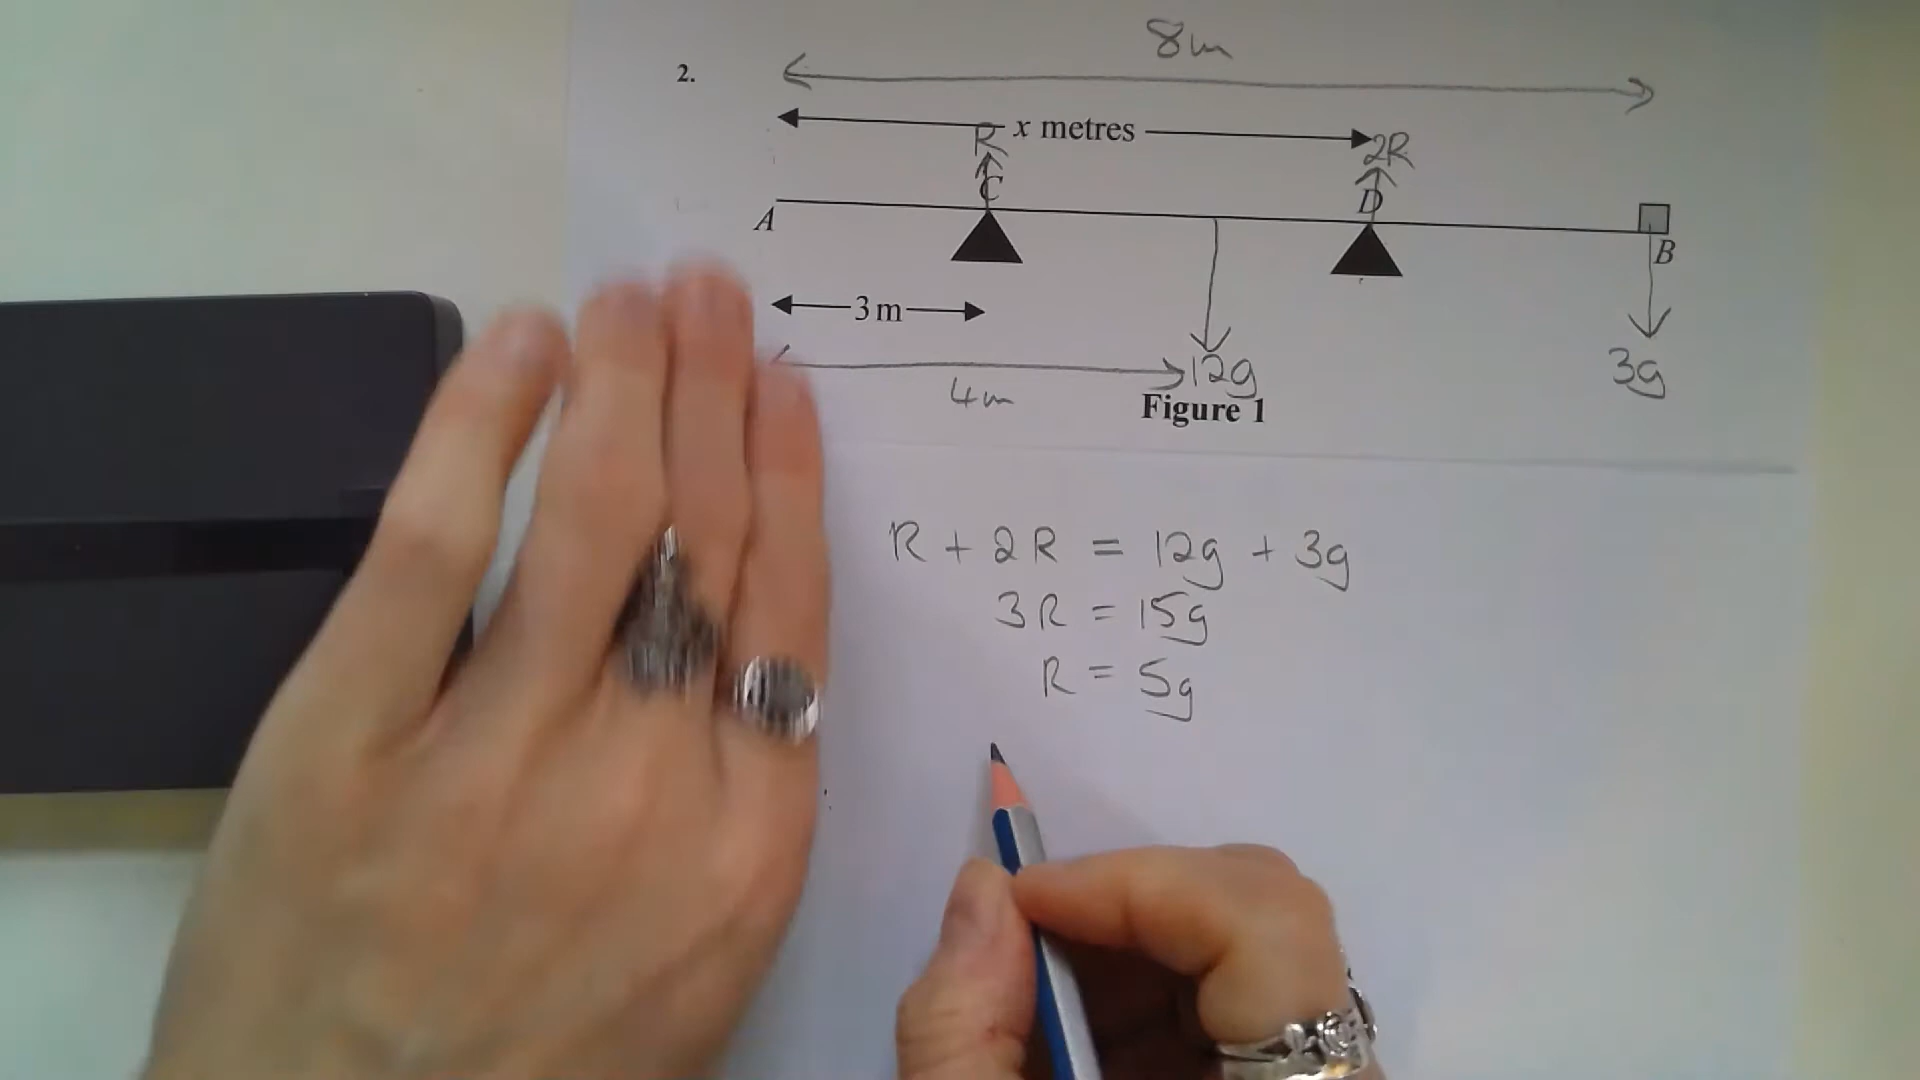 8m
2.
x metres
R
2R
C
D
A
B
3 m
12g
3g
4m
Figure 1
R + 2R = 12g + 3g
3R = 15g
R = 5g